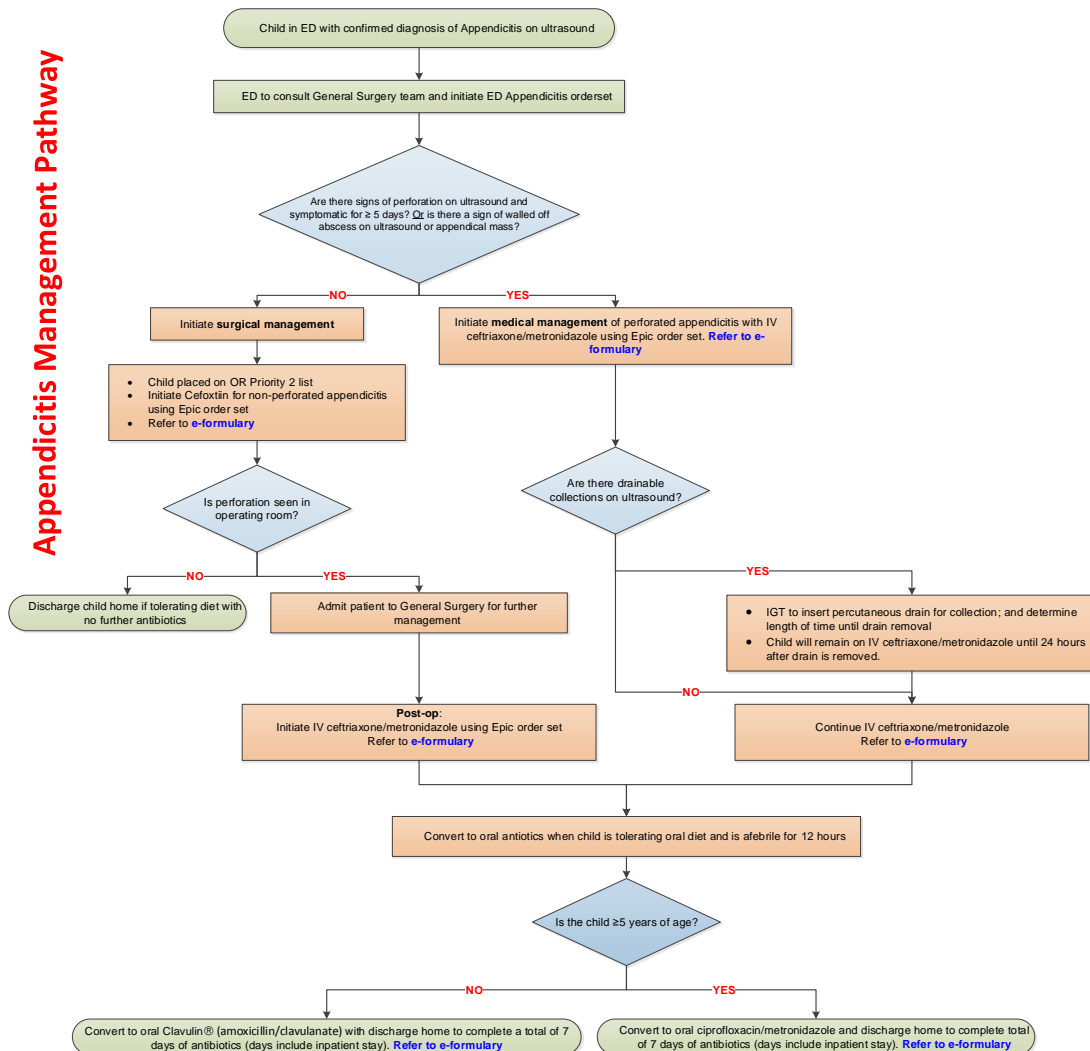 Appendicitis Management Pathway
Child in ED with confirmed diagnosis of Appendicitis on ultrasound
ED to consult General Surgery team and initiate ED Appendicitis orderset
Are there signs of perforation on ultrasound and
symptomatic for ≥ 5 days? Or is there a sign of walled off
abscess on ultrasound or appendical mass?
NO
YES
Initiate surgical management
Initiate medical management of perforated appendicitis with IV
ceftriaxone/metronidazole using Epic order set. Refer to e-
formulary
• Child placed on OR Priority 2 list
• Initiate Cefoxtiin for non-perforated appendicitis
using Epic order set
• Refer to e-formulary
Are there drainable
collections on ultrasound?
Is perforation seen in
operating room?
NO
YES
YES
Discharge child home if tolerating diet with
no further antibiotics
Admit patient to General Surgery for further
management
• IGT to insert percutaneous drain for collection; and determine
length of time until drain removal
• Child will remain on IV ceftriaxone/metronidazole until 24 hours
after drain is removed.
NO
Post-op:
Initiate IV ceftriaxone/metronidazole using Epic order set
Refer to e-formulary
Continue IV ceftriaxone/metronidazole
Refer to e-formulary
Convert to oral antiotics when child is tolerating oral diet and is afebrile for 12 hours
Is the child ≥5 years of age?
NO
YES
Convert to oral Clavulin® (amoxicillin/clavulanate) with discharge home to complete a total of 7
days of antibiotics (days include inpatient stay). Refer to e-formulary
Convert to oral ciprofloxacin/metronidazole and discharge home to complete total
of 7 days of antibiotics (days include inpatient stay). Refer to e-formulary